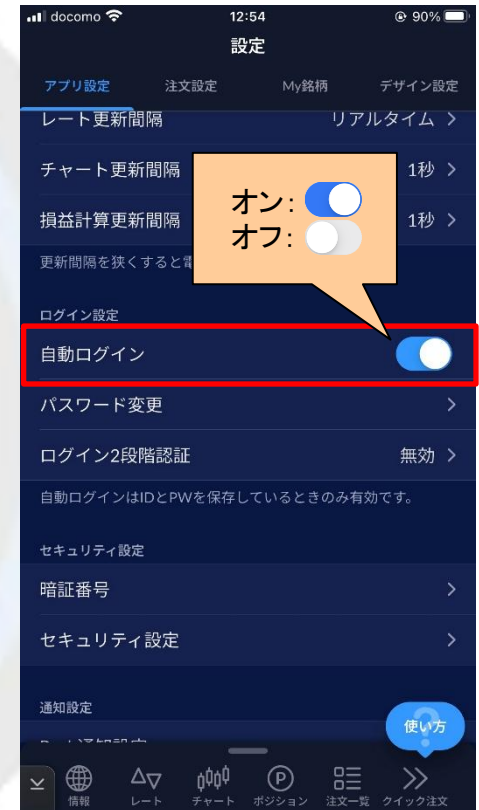 docomo 12:54 90%
設定
アプリ設定 注文設定 My銘柄 デザイン設定
レート更新間隔 リアルタイム >
チャート更新間隔 1秒 >
損益計算更新間隔 1秒 >
オン:
オフ:
更新間隔を狭くすると
ログイン設定
自動ログイン
パスワード変更 >
ログイン2段階認証 無効 >
自動ログインはIDとPWを保存しているときのみ有効です。
セキュリティ設定
暗証番号 >
セキュリティ設定 >
通知設定
使い方
情報 レート チャート ポジション 注文一覧 クイック注文